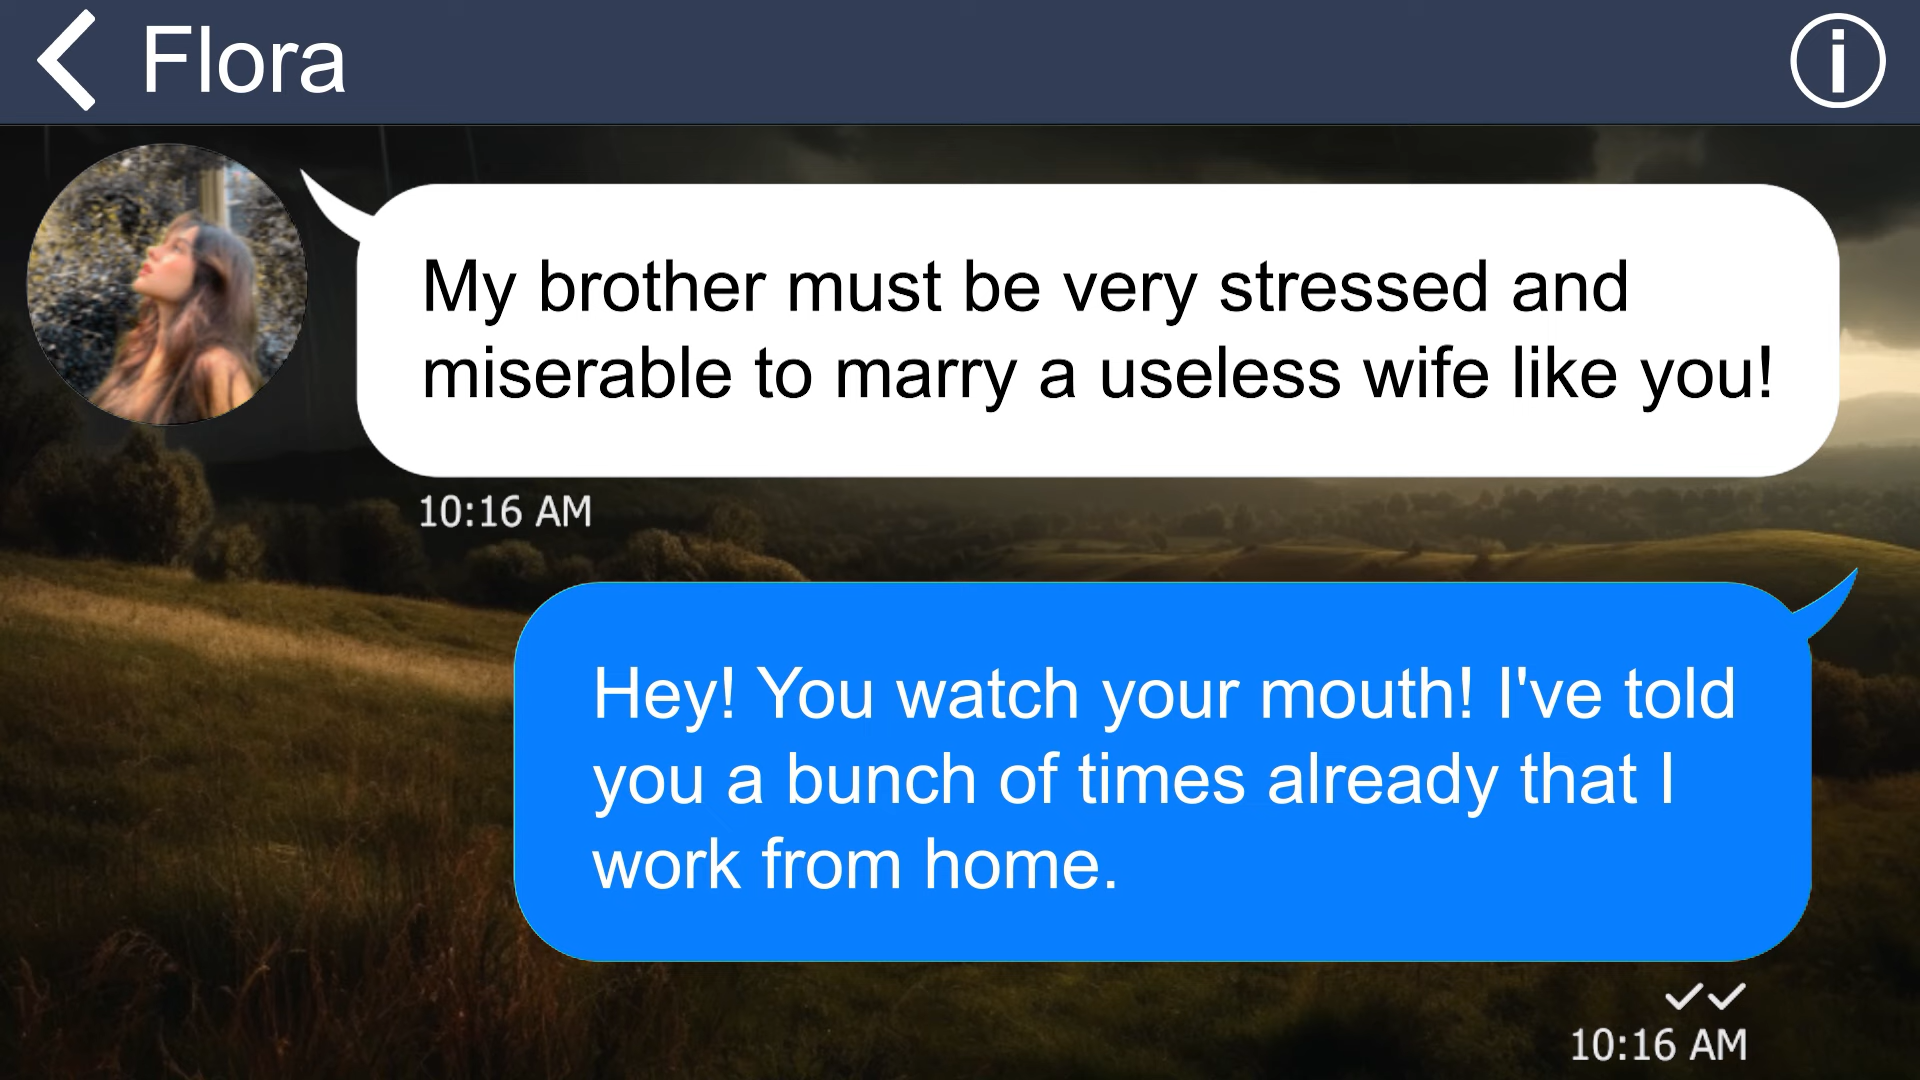 Flora
My brother must be very stressed and
miserable to marry a useless wife like you!
10:16 AM
Hey! You watch your mouth! I've told
you a bunch of times already that I
work from home.
10:16 AM